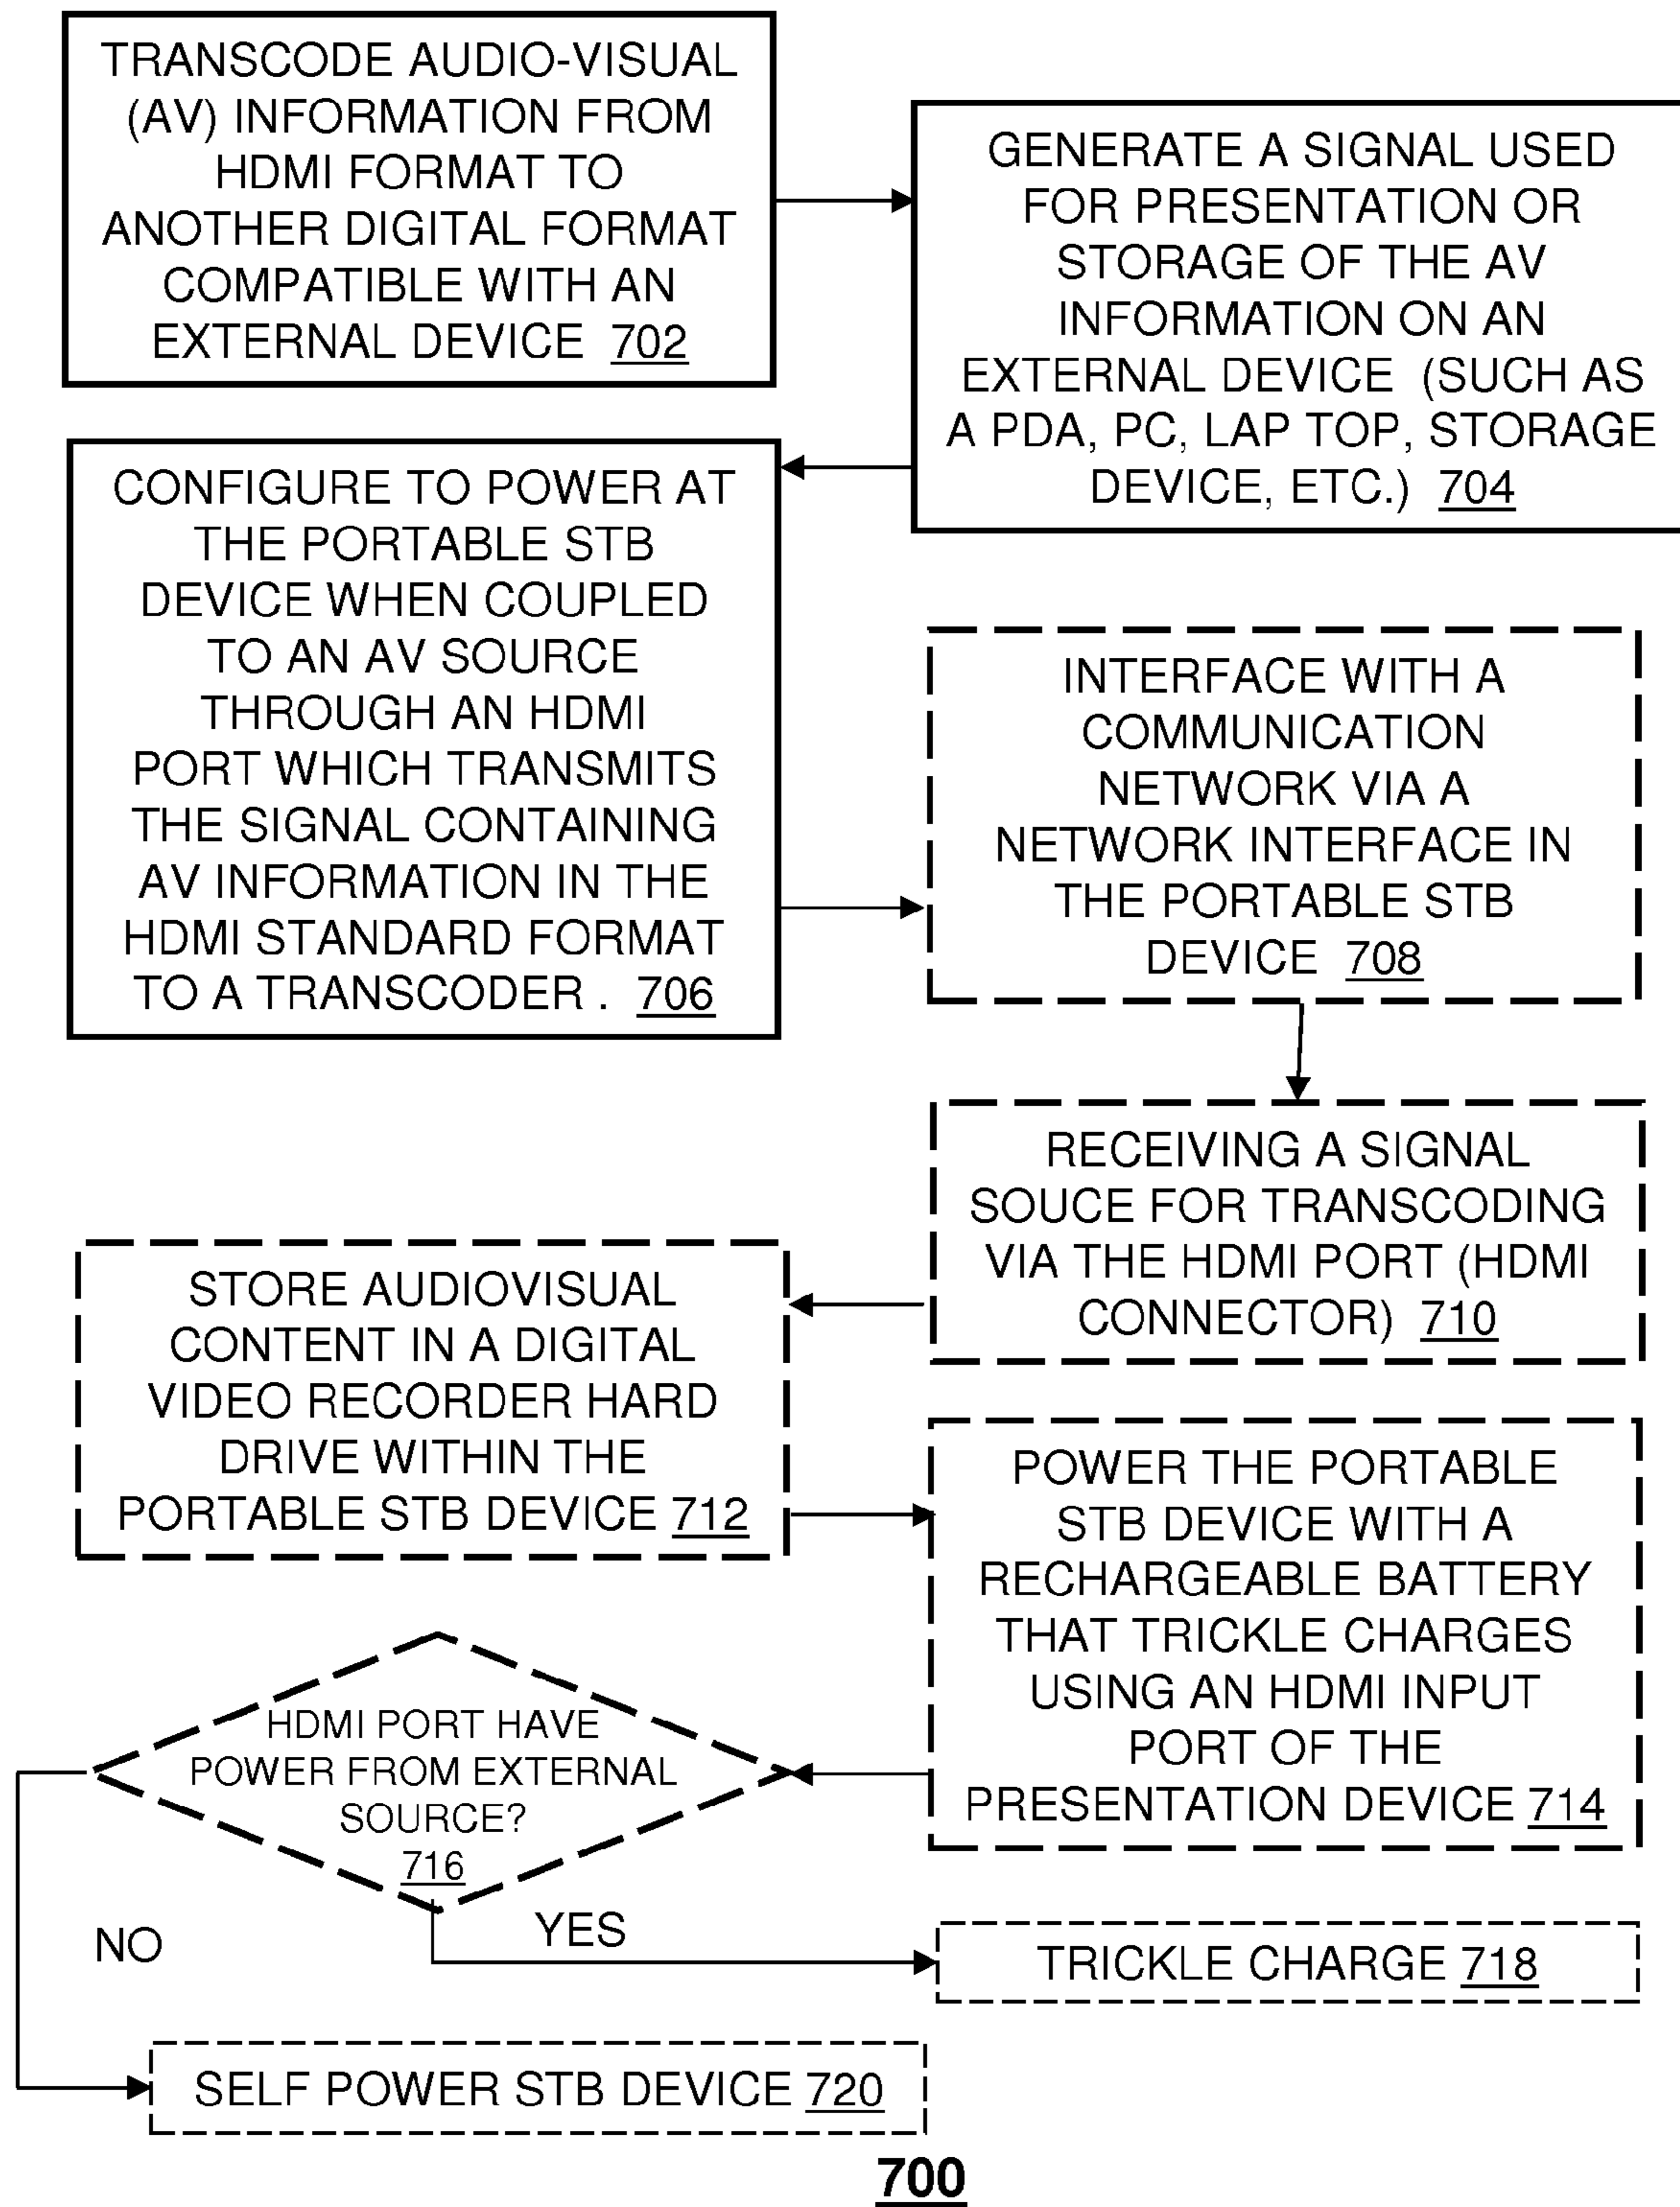 TRANSCODE AUDIO-VISUAL
(AV) INFORMATION FROM
HDMI FORMAT TO
ANOTHER DIGITAL FORMAT
COMPATIBLE WITH AN
EXTERNAL DEVICE 702
GENERATE A SIGNAL USED
FOR PRESENTATION OR
STORAGE OF THE AV
INFORMATION ON AN
EXTERNAL DEVICE (SUCH AS
A PDA, PC, LAP TOP, STORAGE
DEVICE, ETC.) 704
CONFIGURE TO POWER AT
THE PORTABLE STB
DEVICE WHEN COUPLED
TO AN AV SOURCE
THROUGH AN HDMI
PORT WHICH TRANSMITS
THE SIGNAL CONTAINING
AV INFORMATION IN THE
HDMI STANDARD FORMAT
TO A TRANSCODER . 706
INTERFACE WITH A
COMMUNICATION
NETWORK VIA A
NETWORK INTERFACE IN
THE PORTABLE STB
DEVICE 708
RECEIVING A SIGNAL
SOUCE FOR TRANSCODING
VIA THE HDMI PORT (HDMI
CONNECTOR) 710
STORE AUDIOVISUAL
CONTENT IN A DIGITAL
VIDEO RECORDER HARD
DRIVE WITHIN THE
PORTABLE STB DEVICE 712
POWER THE PORTABLE
STB DEVICE WITH A
RECHARGEABLE BATTERY
THAT TRICKLE CHARGES
USING AN HDMI INPUT
PORT OF THE
PRESENTATION DEVICE 714
HDMI PORT HAVE
POWER FROM EXTERNAL
SOURCE?
716
NO
YES
TRICKLE CHARGE 718
SELF POWER STB DEVICE 720
700